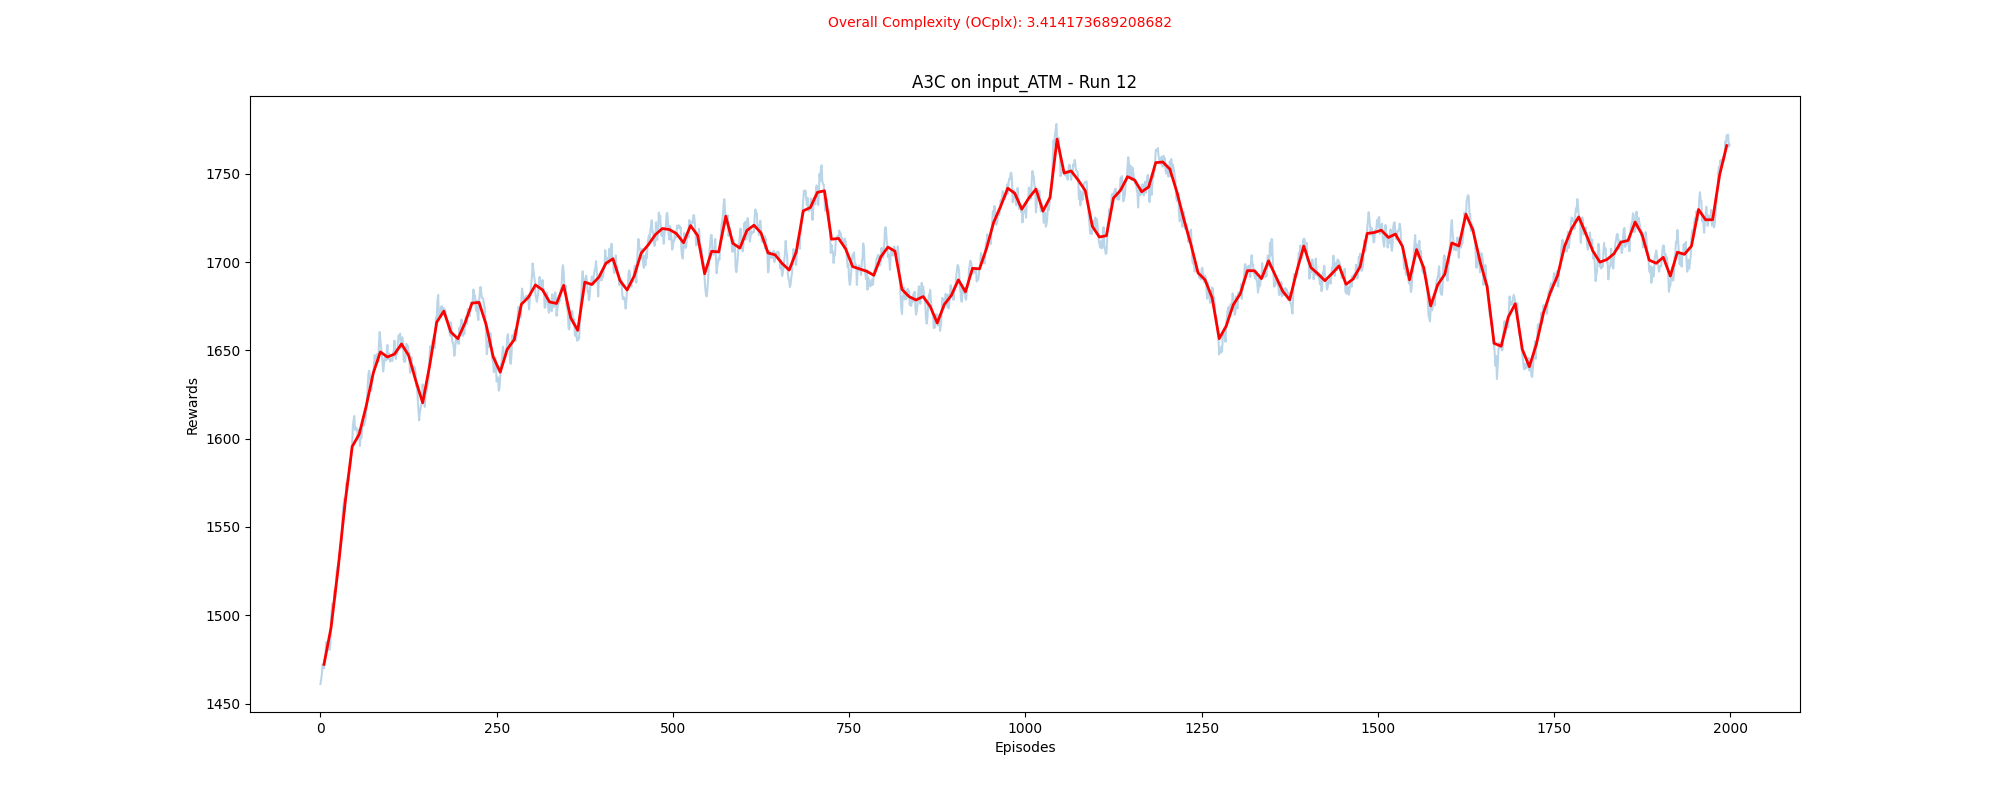 Overall Complexity (OCplx): 3.414173689208682
A3C on input_ATM - Run 12
Rewards
1750
1700
1650
1600
1550
1500
1450
0 250 500 750 1000 1250 1500 1750 2000
Episodes